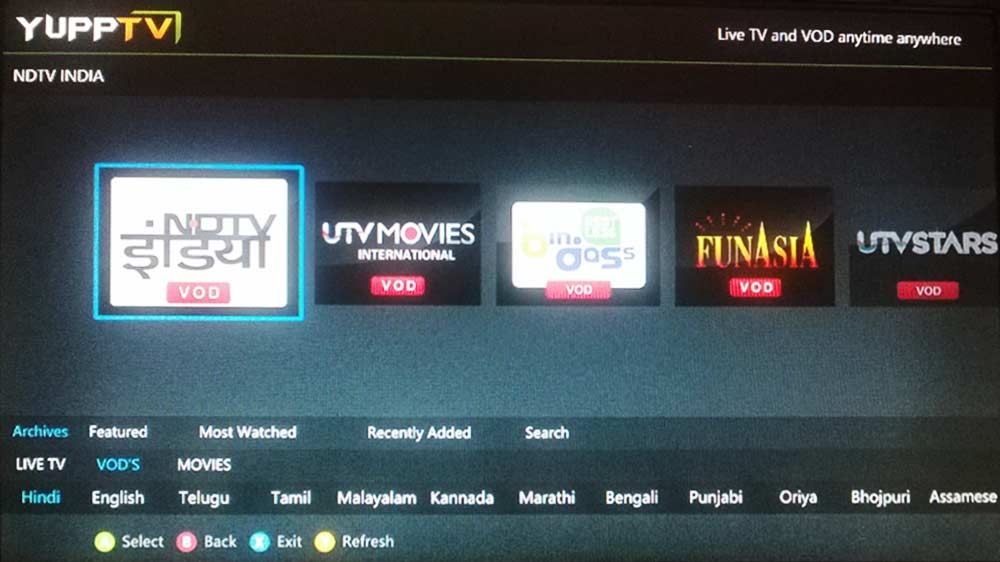 YUPPTV
Live TV and VOD anytime anywhere
NDTV INDIA
NDTV
इंडिया
VOD
UTVMOVIES
INTERNATIONAL
VOD
bindass
VOD
FUNASIA
VOD
UTVSTARS
VOD
Archives Featured Most Watched Recently Added Search
LIVE TV VOD'S MOVIES
Hindi English Telugu Tamil Malayalam Kannada Marathi Bengali Punjabi Oriya Bhojpuri Assamese
A Select B Back X Exit Y Refresh